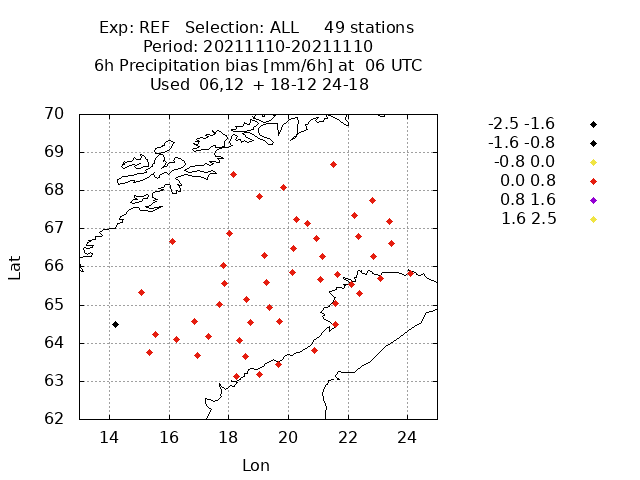 Exp: REF   Selection: ALL     49 stations
Period: 20211110-20211110
6h Precipitation bias [mm/6h] at  06 UTC
Used  06,12  + 18-12 24-18
70
69
68
67
66
65
64
63
62
14 16 18 20 22 24
Lat
Lon
-2.5 -1.6
-1.6 -0.8
-0.8 0.0
0.0 0.8
0.8 1.6
1.6 2.5